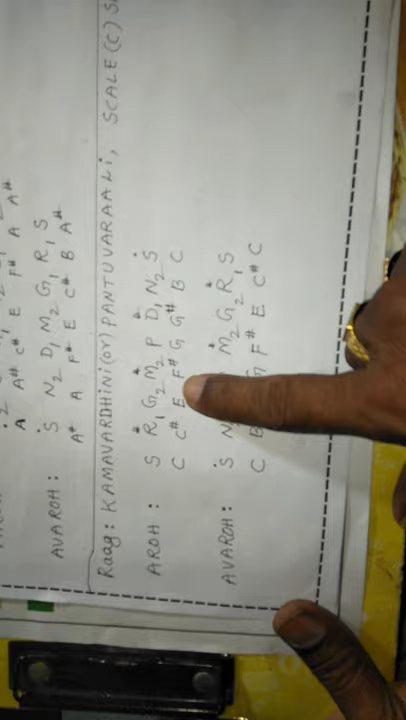 A A# C# E F# A A#
AVAROH : Ṡ N2 D1 M2 G1 R1 S
A# A F# E C# B A#
Raag : KAMAVARDHINI (or) PANTUVARAALi, SCALE (C)
AROH : S R1 G2 M2 P D1 N2 Ṡ
C C# E F# G G# B C
AVAROH : Ṡ M2 G2 R1 S
C F# E C# C